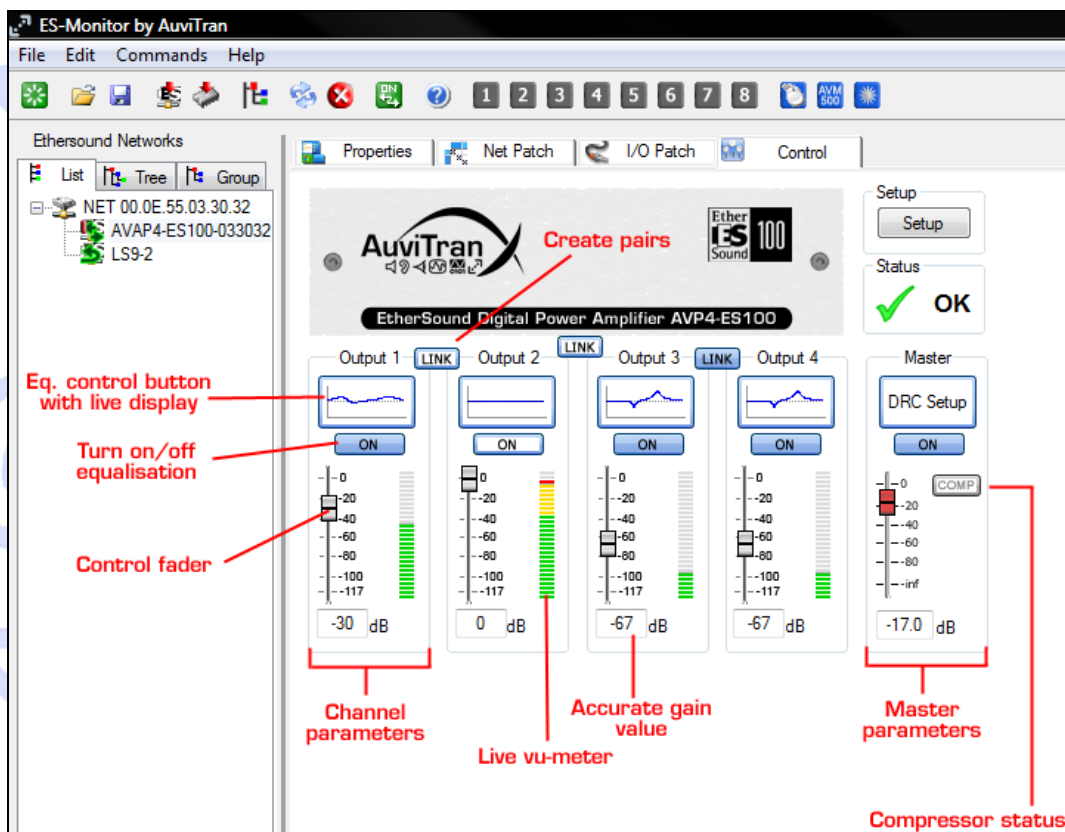 ES-Monitor by AuviTran
File Edit Commands Help
DN 1 2 3 4 5 6 7 8 AVM 500
Ethersound Networks
List Tree Group
NET 00.0E.55.03.30.32
AVAP4-ES100-033032
LS9-2
Properties Net Patch I/O Patch Control
AuviTran
Ether ES Sound 100
EtherSound Digital Power Amplifier AVP4-ES100
Create pairs
Setup
Setup
Status
OK
Output 1 LINK Output 2 LINK Output 3 LINK Output 4 Master
Eq. control button
with live display
DRC Setup
Turn on/off
equalisation
ON ON ON ON ON
COMP
-0 -0 -0 -0 -0
-20 -20 -20 -20 -20
-40 -40 -40 -40 -40
-60 -60 -60 -60 -60
-80 -80 -80 -80 -80
-100 -100 -100 -100 -inf
-117 -117 -117 -117
Control fader
-30 dB 0 dB -67 dB -67 dB -17.0 dB
Channel
parameters
Live vu-meter
Accurate gain
value
Master
parameters
Compressor status